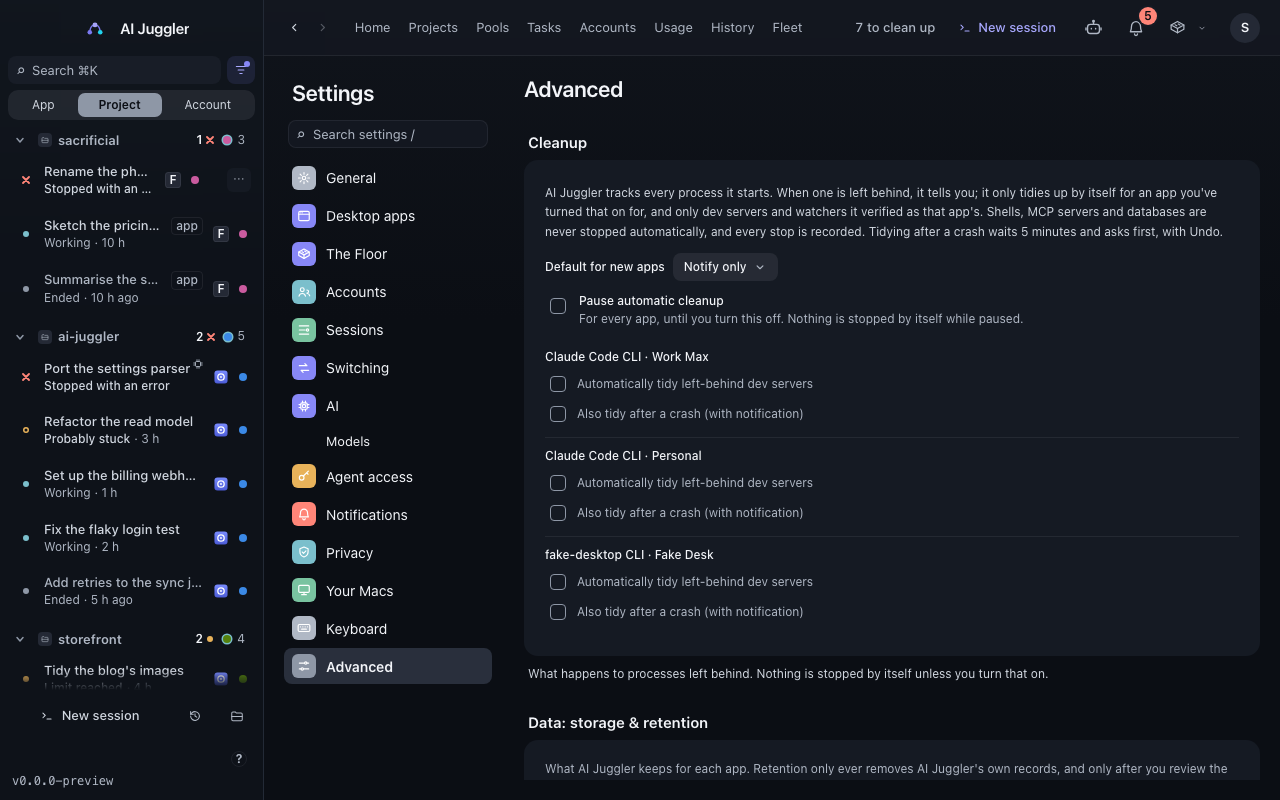 AI Juggler
Search ⌘K
App Project Account
sacrificial 1 3
Rename the ph...
Stopped with an ... F
Sketch the pricin... app
Working · 10 h F
Summarise the s... app
Ended · 10 h ago F
ai-juggler 2 5
Port the settings parser
Stopped with an error
Refactor the read model
Probably stuck · 3 h
Set up the billing webh...
Working · 1 h
Fix the flaky login test
Working · 2 h
Add retries to the sync j...
Ended · 5 h ago
storefront 2 4
Tidy the blog's images
Limit reached · 4 h
New session
?
v0.0.0-preview
Home Projects Pools Tasks Accounts Usage History Fleet 7 to clean up New session 5 S
Settings
Search settings /
General
Desktop apps
The Floor
Accounts
Sessions
Switching
AI
Models
Agent access
Notifications
Privacy
Your Macs
Keyboard
Advanced
Advanced
Cleanup
AI Juggler tracks every process it starts. When one is left behind, it tells you; it only tidies up by itself for an app you've
turned that on for, and only dev servers and watchers it verified as that app's. Shells, MCP servers and databases are
never stopped automatically, and every stop is recorded. Tidying after a crash waits 5 minutes and asks first, with Undo.
Default for new apps Notify only
Pause automatic cleanup
For every app, until you turn this off. Nothing is stopped by itself while paused.
Claude Code CLI · Work Max
Automatically tidy left-behind dev servers
Also tidy after a crash (with notification)
Claude Code CLI · Personal
Automatically tidy left-behind dev servers
Also tidy after a crash (with notification)
fake-desktop CLI · Fake Desk
Automatically tidy left-behind dev servers
Also tidy after a crash (with notification)
What happens to processes left behind. Nothing is stopped by itself unless you turn that on.
Data: storage & retention
What AI Juggler keeps for each app. Retention only ever removes AI Juggler's own records, and only after you review the